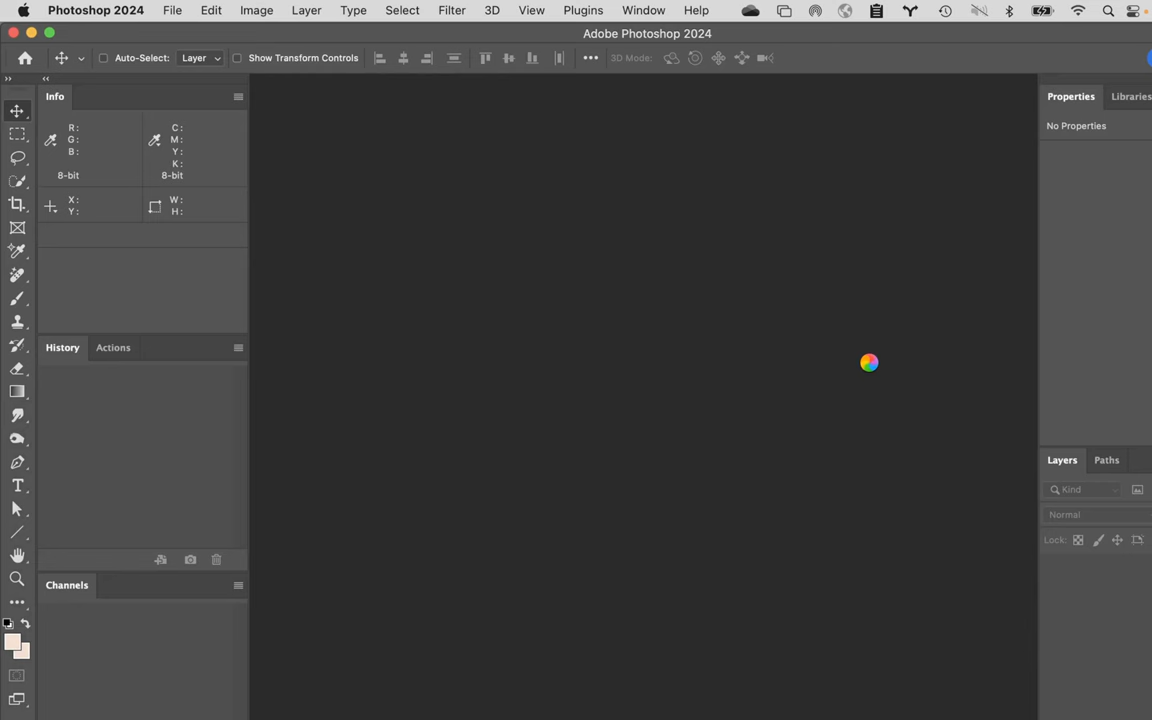 Photoshop 2024 File Edit Image Layer Type Select Filter 3D View Plugins Window Help
Adobe Photoshop 2024
Auto-Select: Layer Show Transform Controls 3D Mode:
Info
R: C:
G: M:
B: Y:
K:
8-bit 8-bit
X: W:
Y: H:
History Actions
Channels
Properties Libraries
No Properties
Layers Paths
Kind
Normal
Lock: